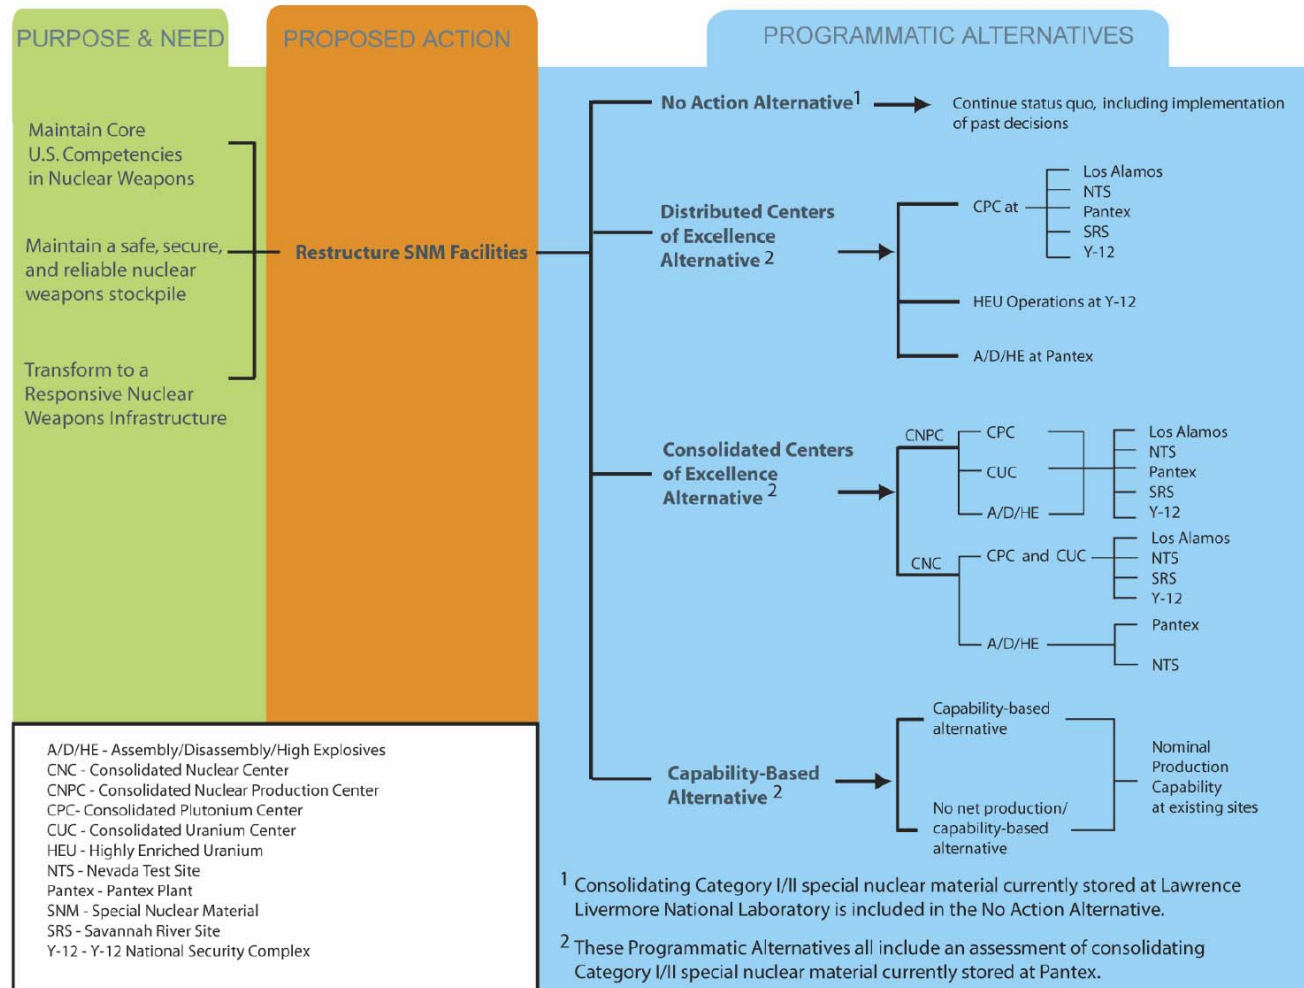 PURPOSE & NEED
PROPOSED ACTION
PROGRAMMATIC ALTERNATIVES
Maintain Core
U.S. Competencies
in Nuclear Weapons
Maintain a safe, secure,
and reliable nuclear
weapons stockpile
Transform to a
Responsive Nuclear
Weapons Infrastructure
Restructure SNM Facilities
No Action Alternative1
Continue status quo, including implementation
of past decisions
Distributed Centers
of Excellence
Alternative 2
CPC at
Los Alamos
NTS
Pantex
SRS
Y-12
HEU Operations at Y-12
A/D/HE at Pantex
Consolidated Centers
of Excellence
Alternative 2
CNPC
CPC
CUC
A/D/HE
Los Alamos
NTS
Pantex
SRS
Y-12
CNC
CPC and CUC
Los Alamos
NTS
SRS
Y-12
A/D/HE
Pantex
NTS
Capability-Based
Alternative 2
Capability-based
alternative
No net production/
capability-based
alternative
Nominal
Production
Capability
at existing sites
A/D/HE - Assembly/Disassembly/High Explosives
CNC - Consolidated Nuclear Center
CNPC - Consolidated Nuclear Production Center
CPC- Consolidated Plutonium Center
CUC - Consolidated Uranium Center
HEU - Highly Enriched Uranium
NTS - Nevada Test Site
Pantex - Pantex Plant
SNM - Special Nuclear Material
SRS - Savannah River Site
Y-12 - Y-12 National Security Complex
1 Consolidating Category I/II special nuclear material currently stored at Lawrence
Livermore National Laboratory is included in the No Action Alternative.
2 These Programmatic Alternatives all include an assessment of consolidating
Category I/II special nuclear material currently stored at Pantex.